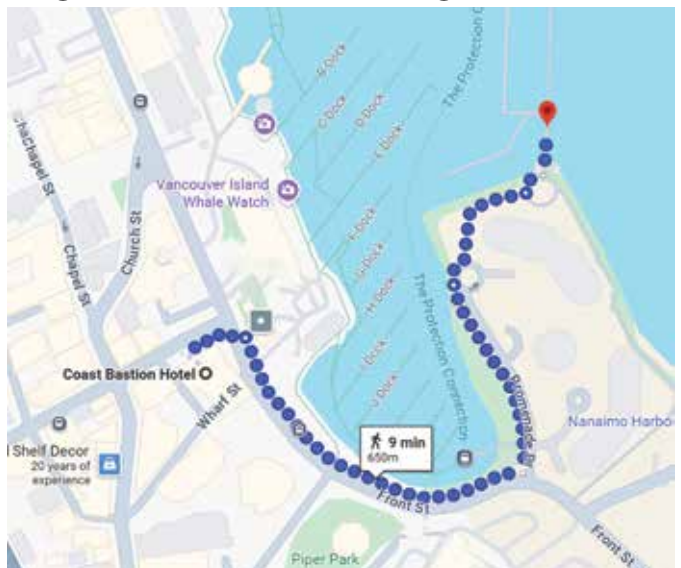 G-Dock
The Protection C
C-Dock
D-Dock
E-Dock
Chapel St
Church St
Chapel St
Vancouver Island
Whale Watch
F-Dock
G-Dock
H-Dock
The Protection Connection
I-Dock
J-Dock
Coast Bastion Hotel
Wharf St
Promenade Dr
Nanaimo Harbo
l Shelf Decor
20 years of
experience
9 min
650m
Front St
Front St
Piper Park